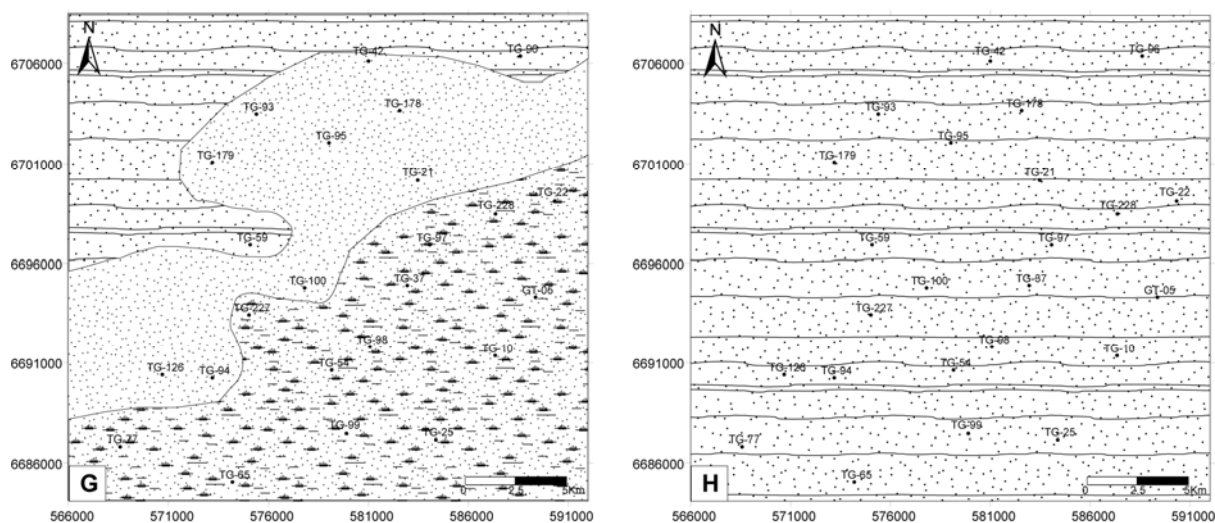 N
6706000
TG-42
TG-90
TG-93
TG-178
TG-95
6701000
TG-179
TG-21
TG-22
TG-228
TG-59
TG-97
6696000
TG-100
TG-37
GT-05
TG-227
TG-98
TG-10
6691000
TG-54
TG-126
TG-94
TG-99
TG-25
6686000
TG-65
G
0 2,5 5Km
566000 571000 576000 581000 586000 591000
N
6706000
TG-42
TG-96
TG-93
TG-178
TG-95
6701000
TG-179
TG-21
TG-22
TG-228
TG-59
TG-97
6696000
TG-100
TG-37
GT-05
TG-227
TG-98
TG-10
6691000
TG-54
TG-126
TG-94
TG-99
TG-25
TG-77
6686000
TG-65
H
0 2,5 5Km
566000 571000 576000 581000 586000 591000